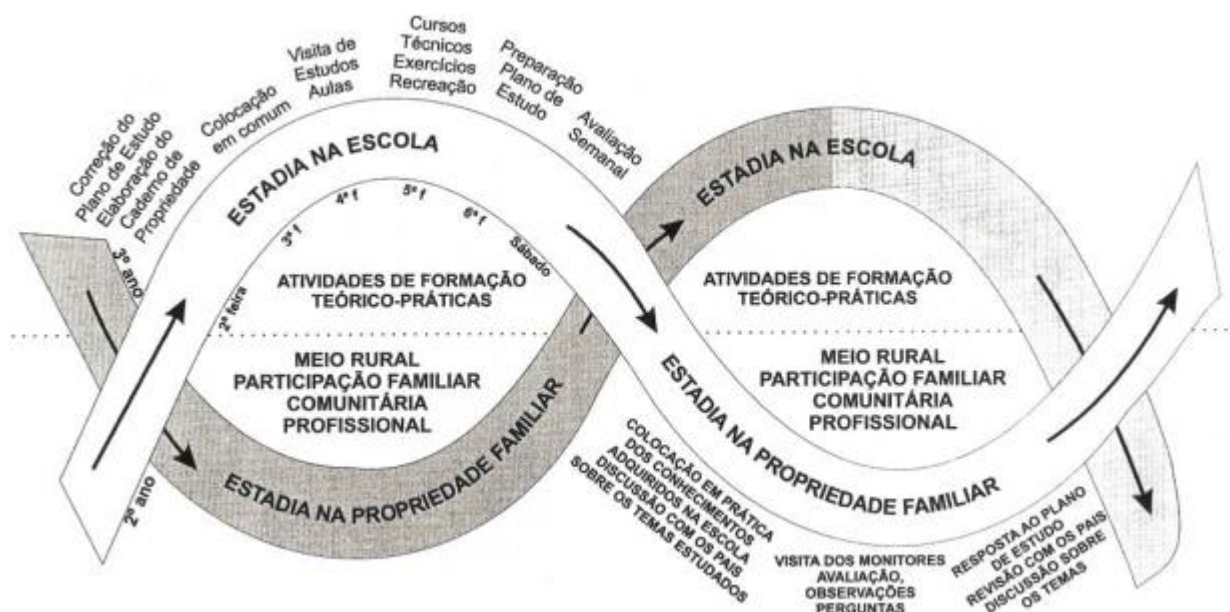 Correção do
Plano de Estudo
Elaboração do
Caderno de
Propriedade
Colocação
em comum
Visita de
Estudos
Aulas
Cursos
Técnicos
Exercícios
Recreação
Preparação
Plano de
Estudo
Avaliação
Semanal
ESTADIA NA ESCOLA
ESTADIA NA ESCOLA
3º ano
2ª feira
3ª f
4ª f
5ª f
6ª f
Sábado
ATIVIDADES DE FORMAÇÃO
TEÓRICO-PRÁTICAS
ATIVIDADES DE FORMAÇÃO
TEÓRICO-PRÁTICAS
MEIO RURAL
PARTICIPAÇÃO FAMILIAR
COMUNITÁRIA
PROFISSIONAL
MEIO RURAL
PARTICIPAÇÃO FAMILIAR
COMUNITÁRIA
PROFISSIONAL
2º ano
ESTADIA NA PROPRIEDADE FAMILIAR
ESTADIA NA PROPRIEDADE FAMILIAR
COLOCAÇÃO EM PRÁTICA
DOS CONHECIMENTOS
ADQUIRIDOS NA ESCOLA
DISCUSSÃO COM OS PAIS
SOBRE OS TEMAS ESTUDADOS
VISITA DOS MONITORES
AVALIAÇÃO,
OBSERVAÇÕES
PERGUNTAS
RESPOSTA AO PLANO
DE ESTUDO
REVISÃO COM OS PAIS
DISCUSSÃO SOBRE
OS TEMAS